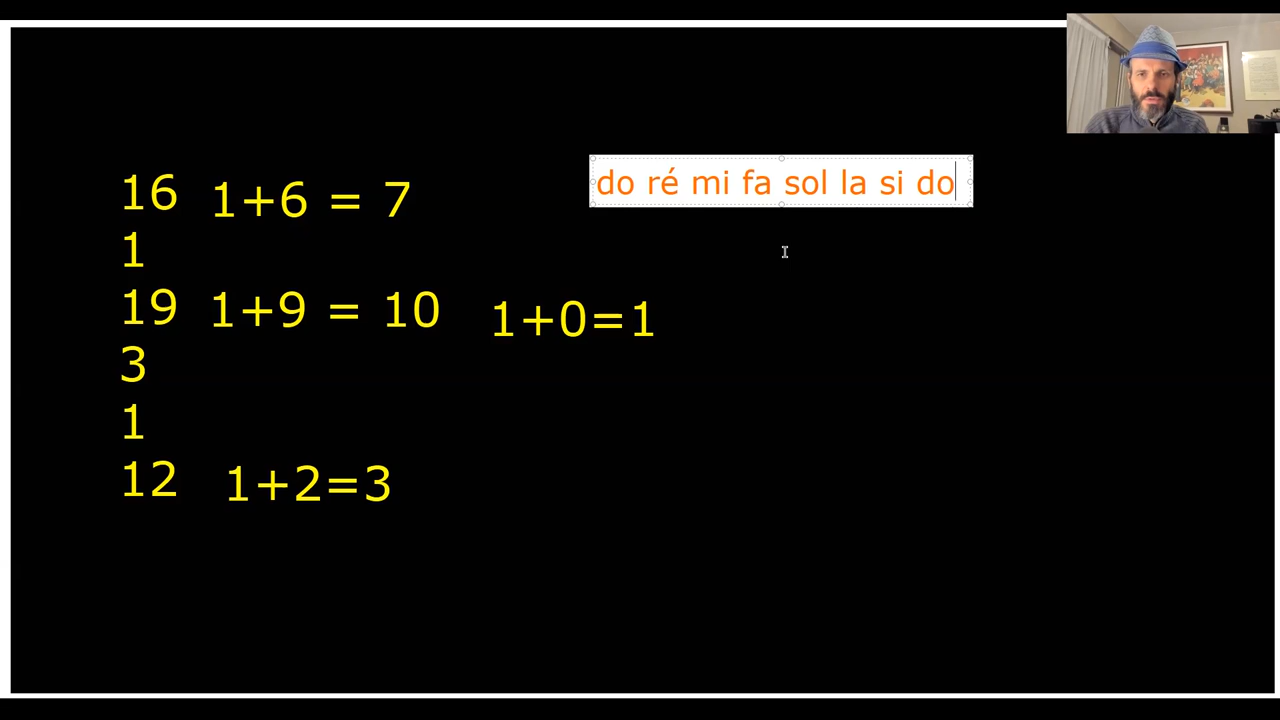 do ré mi fa sol la si do
16 1+6 = 7
1
19 1+9 = 10 1+0=1
3
1
12 1+2=3